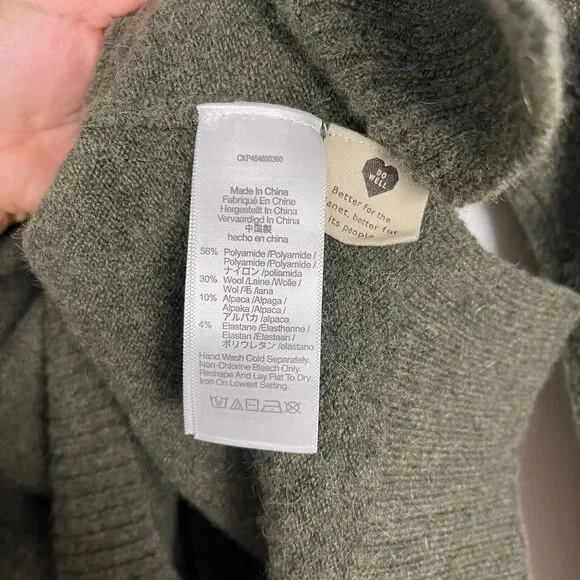 CKP464680360
Made In China
Fabriqué En Chine
Hergestellt In China
Vervaardigd In China
中国製
hecho en china
56% Polyamide /Polyamide /
Polyamide /Polyamide /
ナイロン /poliamida
30% Wool /Laine /Wolle /
Wol /毛 /lana
10% Alpaca /Alpaga /
Alpaka /Alpaca /
アルパカ /alpaca
4% Elastane /Elasthanne /
Elastan /Elastaan /
ポリウレタン /elastano
Hand Wash Cold Separately.
Non-Chlorine Bleach Only.
Reshape And Lay Flat To Dry.
Iron On Lowest Setting.
DO
WELL
Better for the
planet, better for
its people